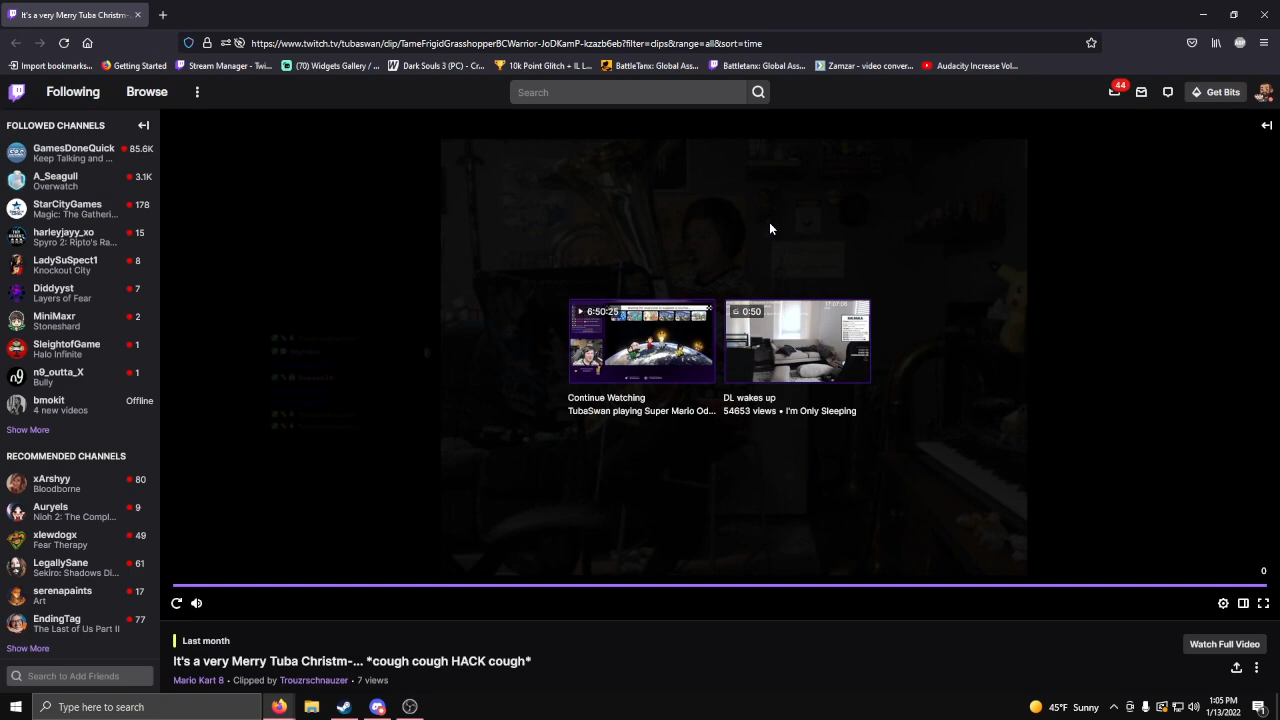 It's a very Merry Tuba Christm-
https://www.twitch.tv/tubaswan/clip/TameFrigidGrasshopperBCWarrior-JoDKamP-kzazb6eb?filter=clips&range=all&sort=time
Import bookmarks... Getting Started Stream Manager - Twi... (70) Widgets Gallery / ... Dark Souls 3 (PC) - Cr... 10k Point Glitch + IL L... BattleTanx: Global Ass... Battletanx: Global Ass... Zamzar - video conver... Audacity Increase Vol...
Following Browse Search 44 Get Bits
FOLLOWED CHANNELS
GamesDoneQuick 85.6K
Keep Talking and ...
A_Seagull 3.1K
Overwatch
StarCityGames 178
Magic: The Gatheri...
harleyjayy_xo 15
Spyro 2: Ripto's Ra...
LadySuSpect1 8
Knockout City
Diddyyst 7
Layers of Fear
MiniMaxr 2
Stoneshard
SleightofGame 1
Halo Infinite
n9_outta_X 1
Bully
bmokit Offline
4 new videos
Show More
RECOMMENDED CHANNELS
xArshyy 80
Bloodborne
Auryels 9
Nioh 2: The Compl...
xlewdogx 49
Fear Therapy
LegallySane 61
Sekiro: Shadows Di...
serenapaints 17
Art
EndingTag 77
The Last of Us Part II
Show More
Search to Add Friends
6:50:25
Continue Watching
TubaSwan playing Super Mario Od...
0:50
DL wakes up
54653 views • I'm Only Sleeping
0
Last month
Watch Full Video
It's a very Merry Tuba Christm-... *cough cough HACK cough*
Mario Kart 8 • Clipped by Trouzrschnauzer • 7 views
Type here to search
45°F Sunny
1:05 PM
1/13/2022
1